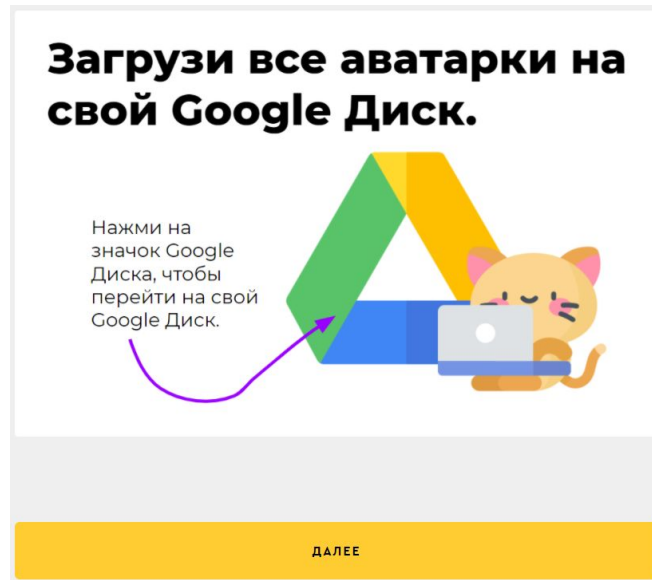 Загрузи все аватарки на
свой Google Диск.
Нажми на
значок Google
Диска, чтобы
перейти на свой
Google Диск.
ДАЛЕЕ